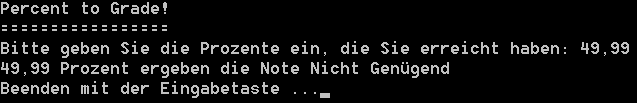 Percent to Grade!
=================
Bitte geben Sie die Prozente ein, die Sie erreicht haben: 49,99
49,99 Prozent ergeben die Note Nicht Genügend
Beenden mit der Eingabetaste ..._